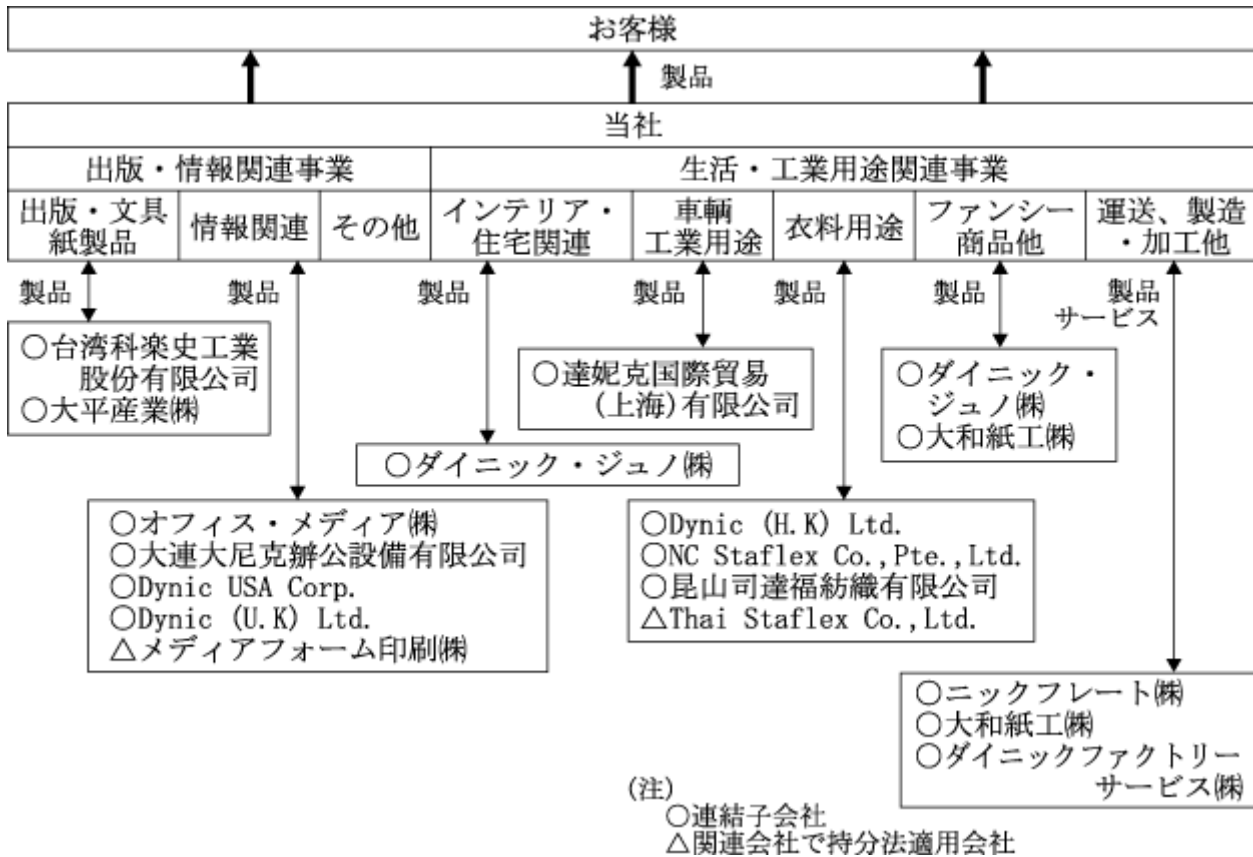 お客様
製品
当社
出版・情報関連事業
生活・工業用途関連事業
出版・文具
紙製品
情報関連
その他
インテリア・
住宅関連
車輌
工業用途
衣料用途
ファンシー
商品他
運送、製造
・加工他
製品
製品
製品
製品
製品
製品
製品
サービス
○台湾科楽史工業
股份有限公司
○大平産業㈱
○達妮克国際貿易
(上海)有限公司
○ダイニック・
ジュノ㈱
○大和紙工㈱
○ダイニック・ジュノ㈱
○オフィス・メディア㈱
○大連大尼克辦公設備有限公司
○Dynic USA Corp.
○Dynic (U.K) Ltd.
△メディアフォーム印刷㈱
○Dynic (H.K) Ltd.
○NC Staflex Co.,Pte.,Ltd.
○昆山司達福紡織有限公司
△Thai Staflex Co.,Ltd.
○ニックフレート㈱
○大和紙工㈱
○ダイニックファクトリー
サービス㈱
(注)
○連結子会社
△関連会社で持分法適用会社